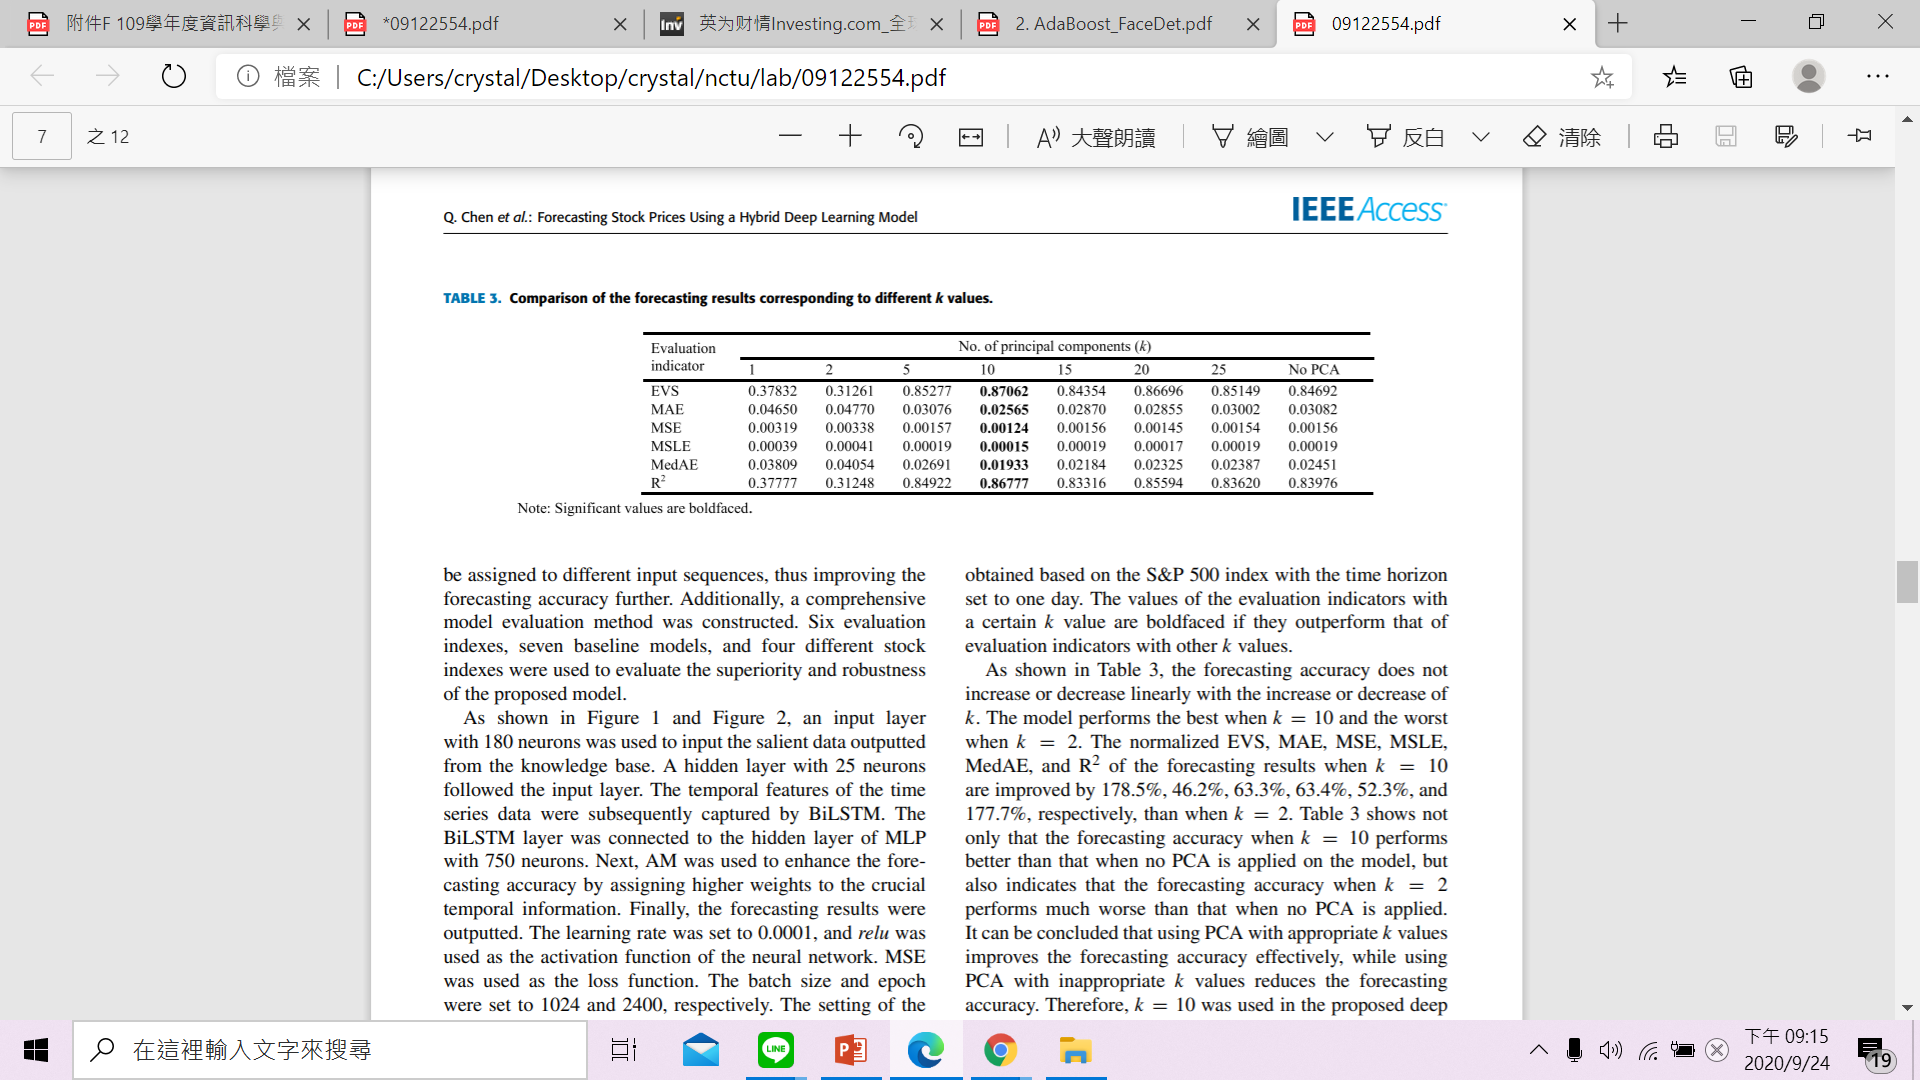 附件F 109學年度資訊科學與
*09122554.pdf
英为财情Investing.com_全球
2. AdaBoost_FaceDet.pdf
09122554.pdf
檔案 C:/Users/crystal/Desktop/crystal/nctu/lab/09122554.pdf
7 之 12 大聲朗讀 繪圖 反白 清除
Q. Chen et al.: Forecasting Stock Prices Using a Hybrid Deep Learning Model
IEEE Access
TABLE 3. Comparison of the forecasting results corresponding to different k values.
Evaluation indicator No. of principal components (k)
1 2 5 10 15 20 25 No PCA
EVS 0.37832 0.31261 0.85277 0.87062 0.84354 0.86696 0.85149 0.84692
MAE 0.04650 0.04770 0.03076 0.02565 0.02870 0.02855 0.03002 0.03082
MSE 0.00319 0.00338 0.00157 0.00124 0.00156 0.00145 0.00154 0.00156
MSLE 0.00039 0.00041 0.00019 0.00015 0.00019 0.00017 0.00019 0.00019
MedAE 0.03809 0.04054 0.02691 0.01933 0.02184 0.02325 0.02387 0.02451
R² 0.37777 0.31248 0.84922 0.86777 0.83316 0.85594 0.83620 0.83976
Note: Significant values are boldfaced.
be assigned to different input sequences, thus improving the
forecasting accuracy further. Additionally, a comprehensive
model evaluation method was constructed. Six evaluation
indexes, seven baseline models, and four different stock
indexes were used to evaluate the superiority and robustness
of the proposed model.
As shown in Figure 1 and Figure 2, an input layer
with 180 neurons was used to input the salient data outputted
from the knowledge base. A hidden layer with 25 neurons
followed the input layer. The temporal features of the time
series data were subsequently captured by BiLSTM. The
BiLSTM layer was connected to the hidden layer of MLP
with 750 neurons. Next, AM was used to enhance the fore-
casting accuracy by assigning higher weights to the crucial
temporal information. Finally, the forecasting results were
outputted. The learning rate was set to 0.0001, and relu was
used as the activation function of the neural network. MSE
was used as the loss function. The batch size and epoch
were set to 1024 and 2400, respectively. The setting of the
obtained based on the S&P 500 index with the time horizon
set to one day. The values of the evaluation indicators with
a certain k value are boldfaced if they outperform that of
evaluation indicators with other k values.
As shown in Table 3, the forecasting accuracy does not
increase or decrease linearly with the increase or decrease of
k. The model performs the best when k = 10 and the worst
when k = 2. The normalized EVS, MAE, MSE, MSLE,
MedAE, and R² of the forecasting results when k = 10
are improved by 178.5%, 46.2%, 63.3%, 63.4%, 52.3%, and
177.7%, respectively, than when k = 2. Table 3 shows not
only that the forecasting accuracy when k = 10 performs
better than that when no PCA is applied on the model, but
also indicates that the forecasting accuracy when k = 2
performs much worse than that when no PCA is applied.
It can be concluded that using PCA with appropriate k values
improves the forecasting accuracy effectively, while using
PCA with inappropriate k values reduces the forecasting
accuracy. Therefore, k = 10 was used in the proposed deep
在這裡輸入文字來搜尋
LINE
下午 09:15
2020/9/24
19